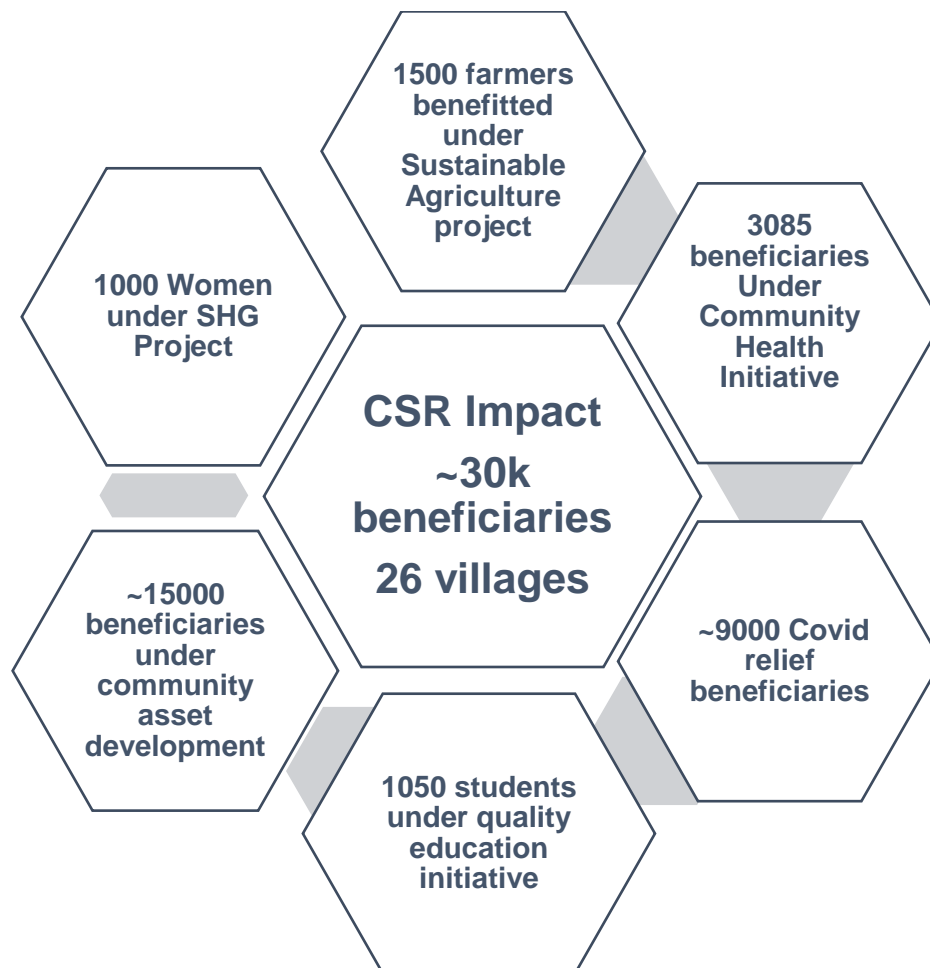 1500 farmers
benefitted
under
Sustainable
Agriculture
project
3085
beneficiaries
Under
Community
Health
Initiative
~9000 Covid
relief
beneficiaries
1050 students
under quality
education
initiative
~15000
beneficiaries
under
community
asset
development
1000 Women
under SHG
Project
CSR Impact
~30k
beneficiaries
26 villages